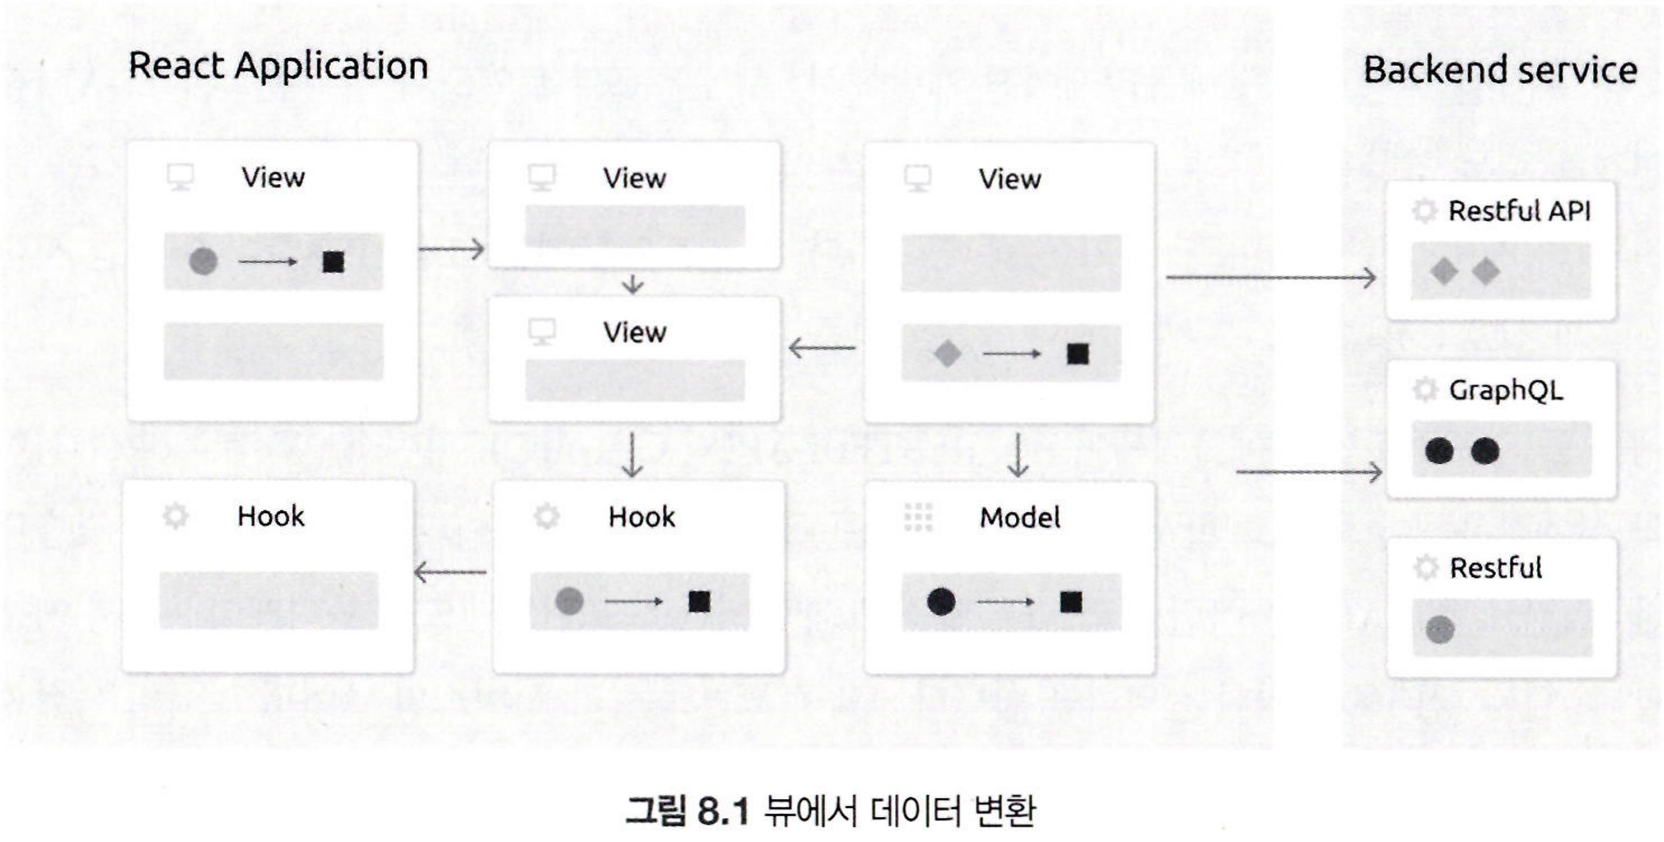 React Application
Backend service
View
View
View
View
Hook
Hook
Model
Restful API
GraphQL
Restful
그림 8.1 뷰에서 데이터 변환